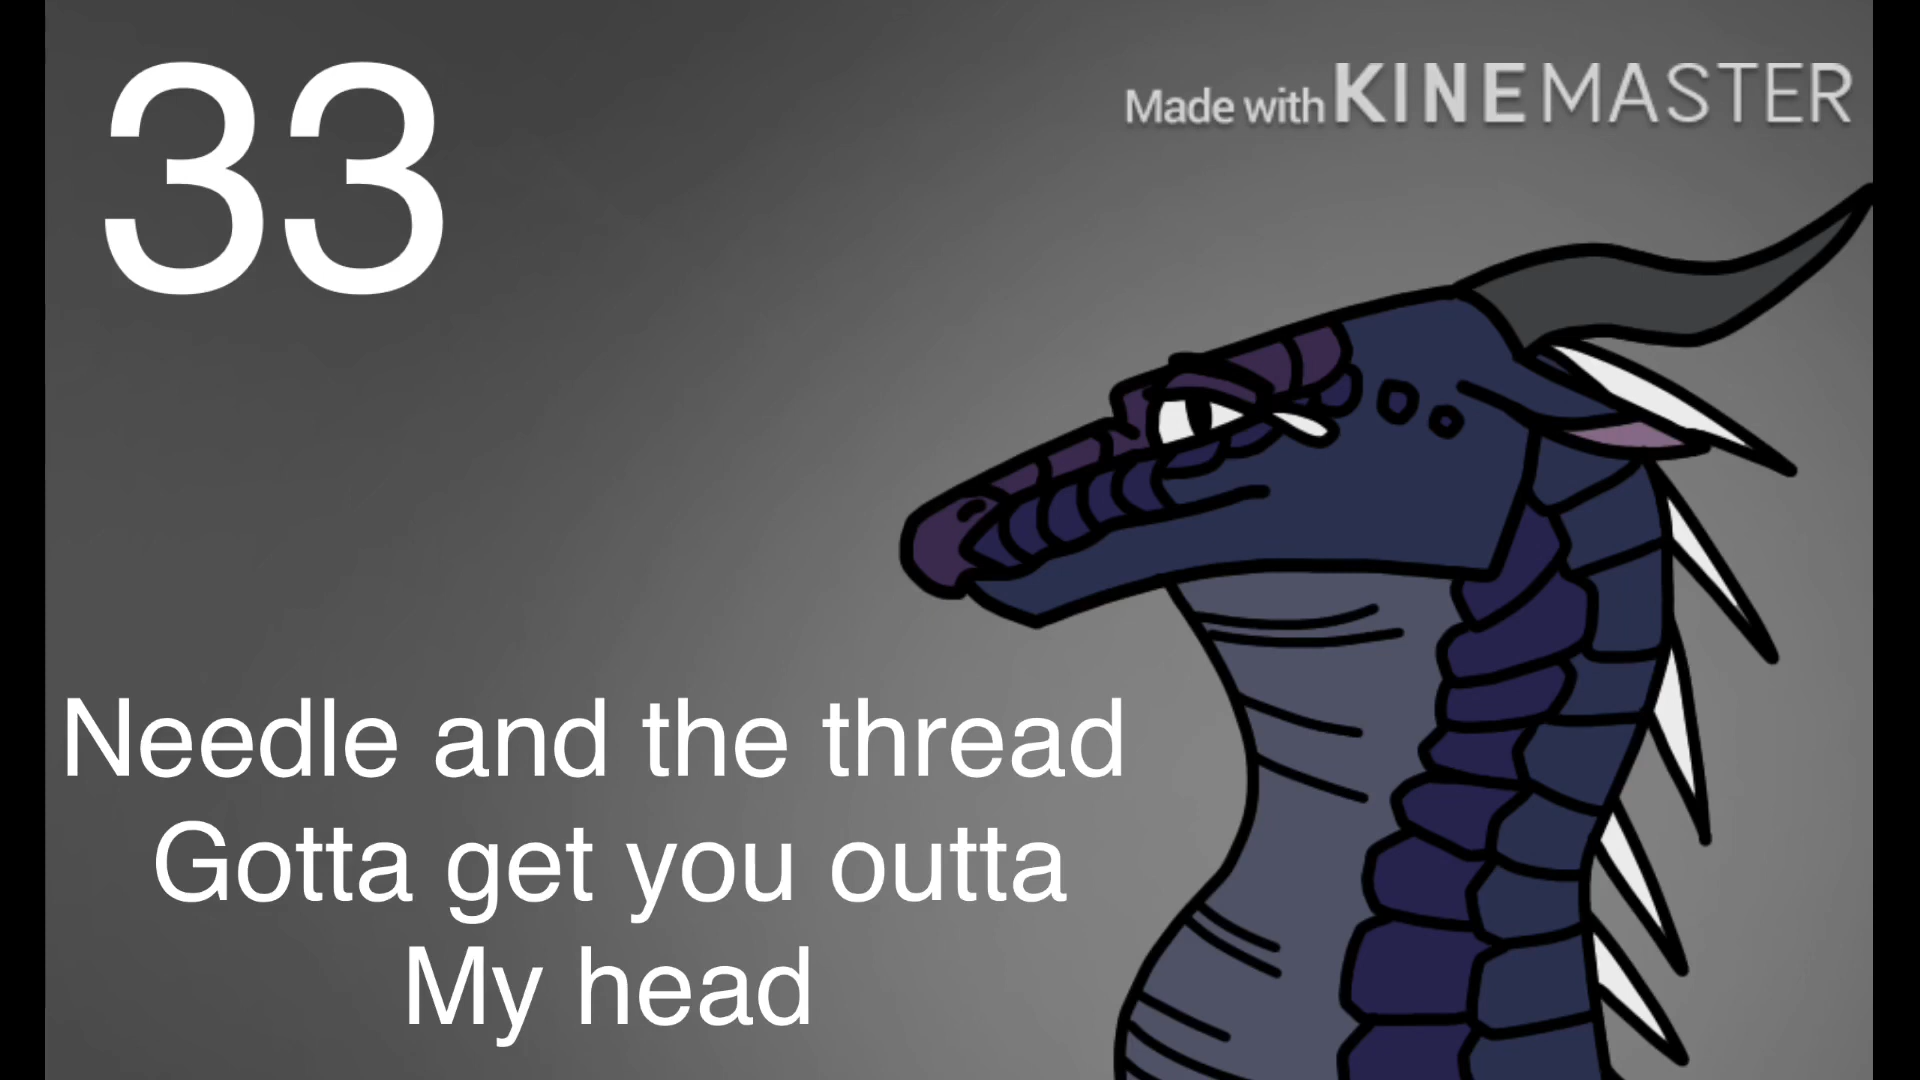 33
Made with KINEMASTER
Needle and the thread
Gotta get you outta
My head